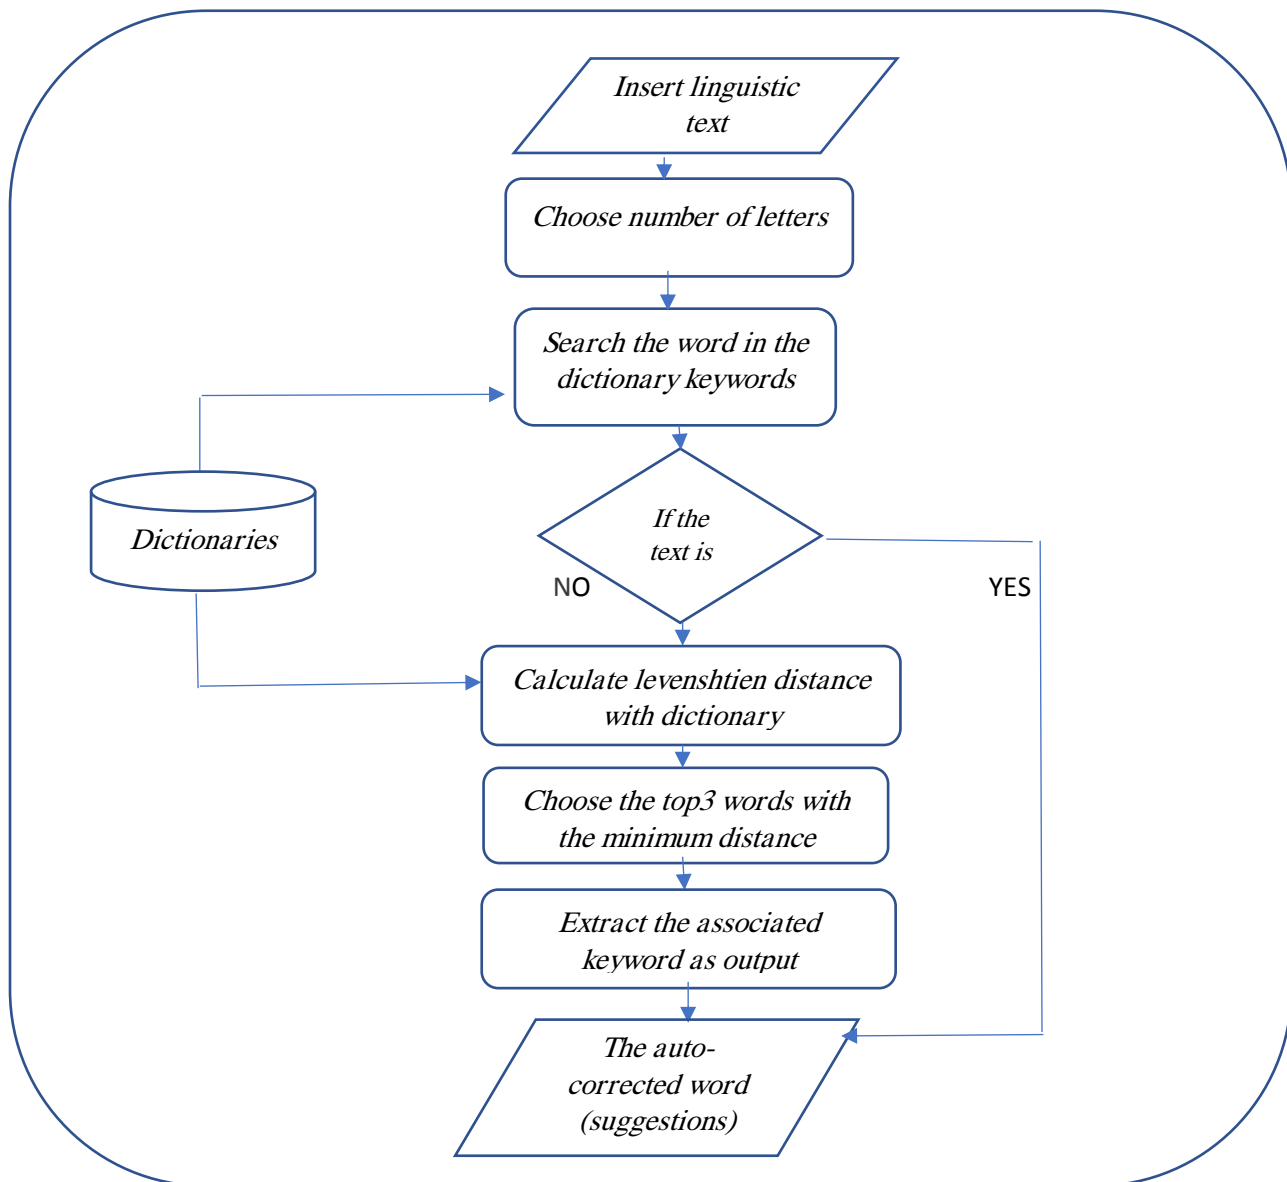 Insert linguistic
text
Choose number of letters
Search the word in the
dictionary keywords
Dictionaries
If the
text is
NO
YES
Calculate levenshtien distance
with dictionary
Choose the top3 words with
the minimum distance
Extract the associated
keyword as output
The auto-
corrected word
(suggestions)